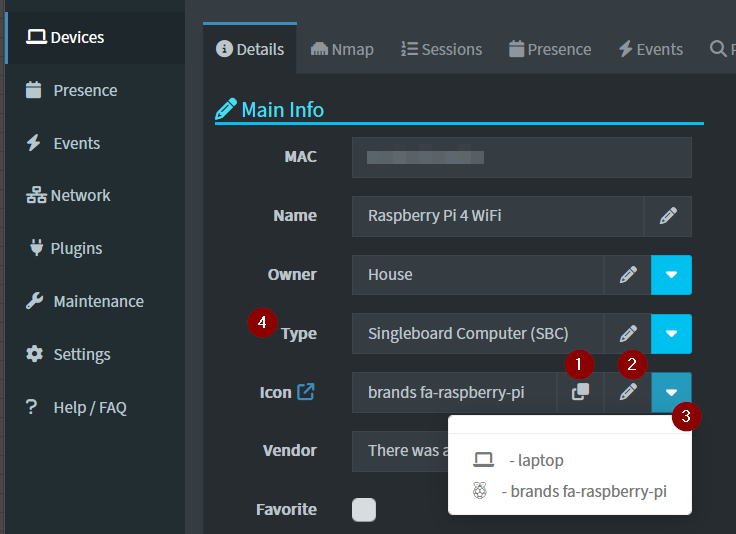 Devices
Presence
Events
Network
Plugins
Maintenance
Settings
? Help / FAQ
Details Nmap Sessions Presence Events
Main Info
MAC
Name Raspberry Pi 4 WiFi
Owner House
4 Type Singleboard Computer (SBC)
1 2
Icon brands fa-raspberry-pi
3
Vendor There was
- laptop
- brands fa-raspberry-pi
Favorite